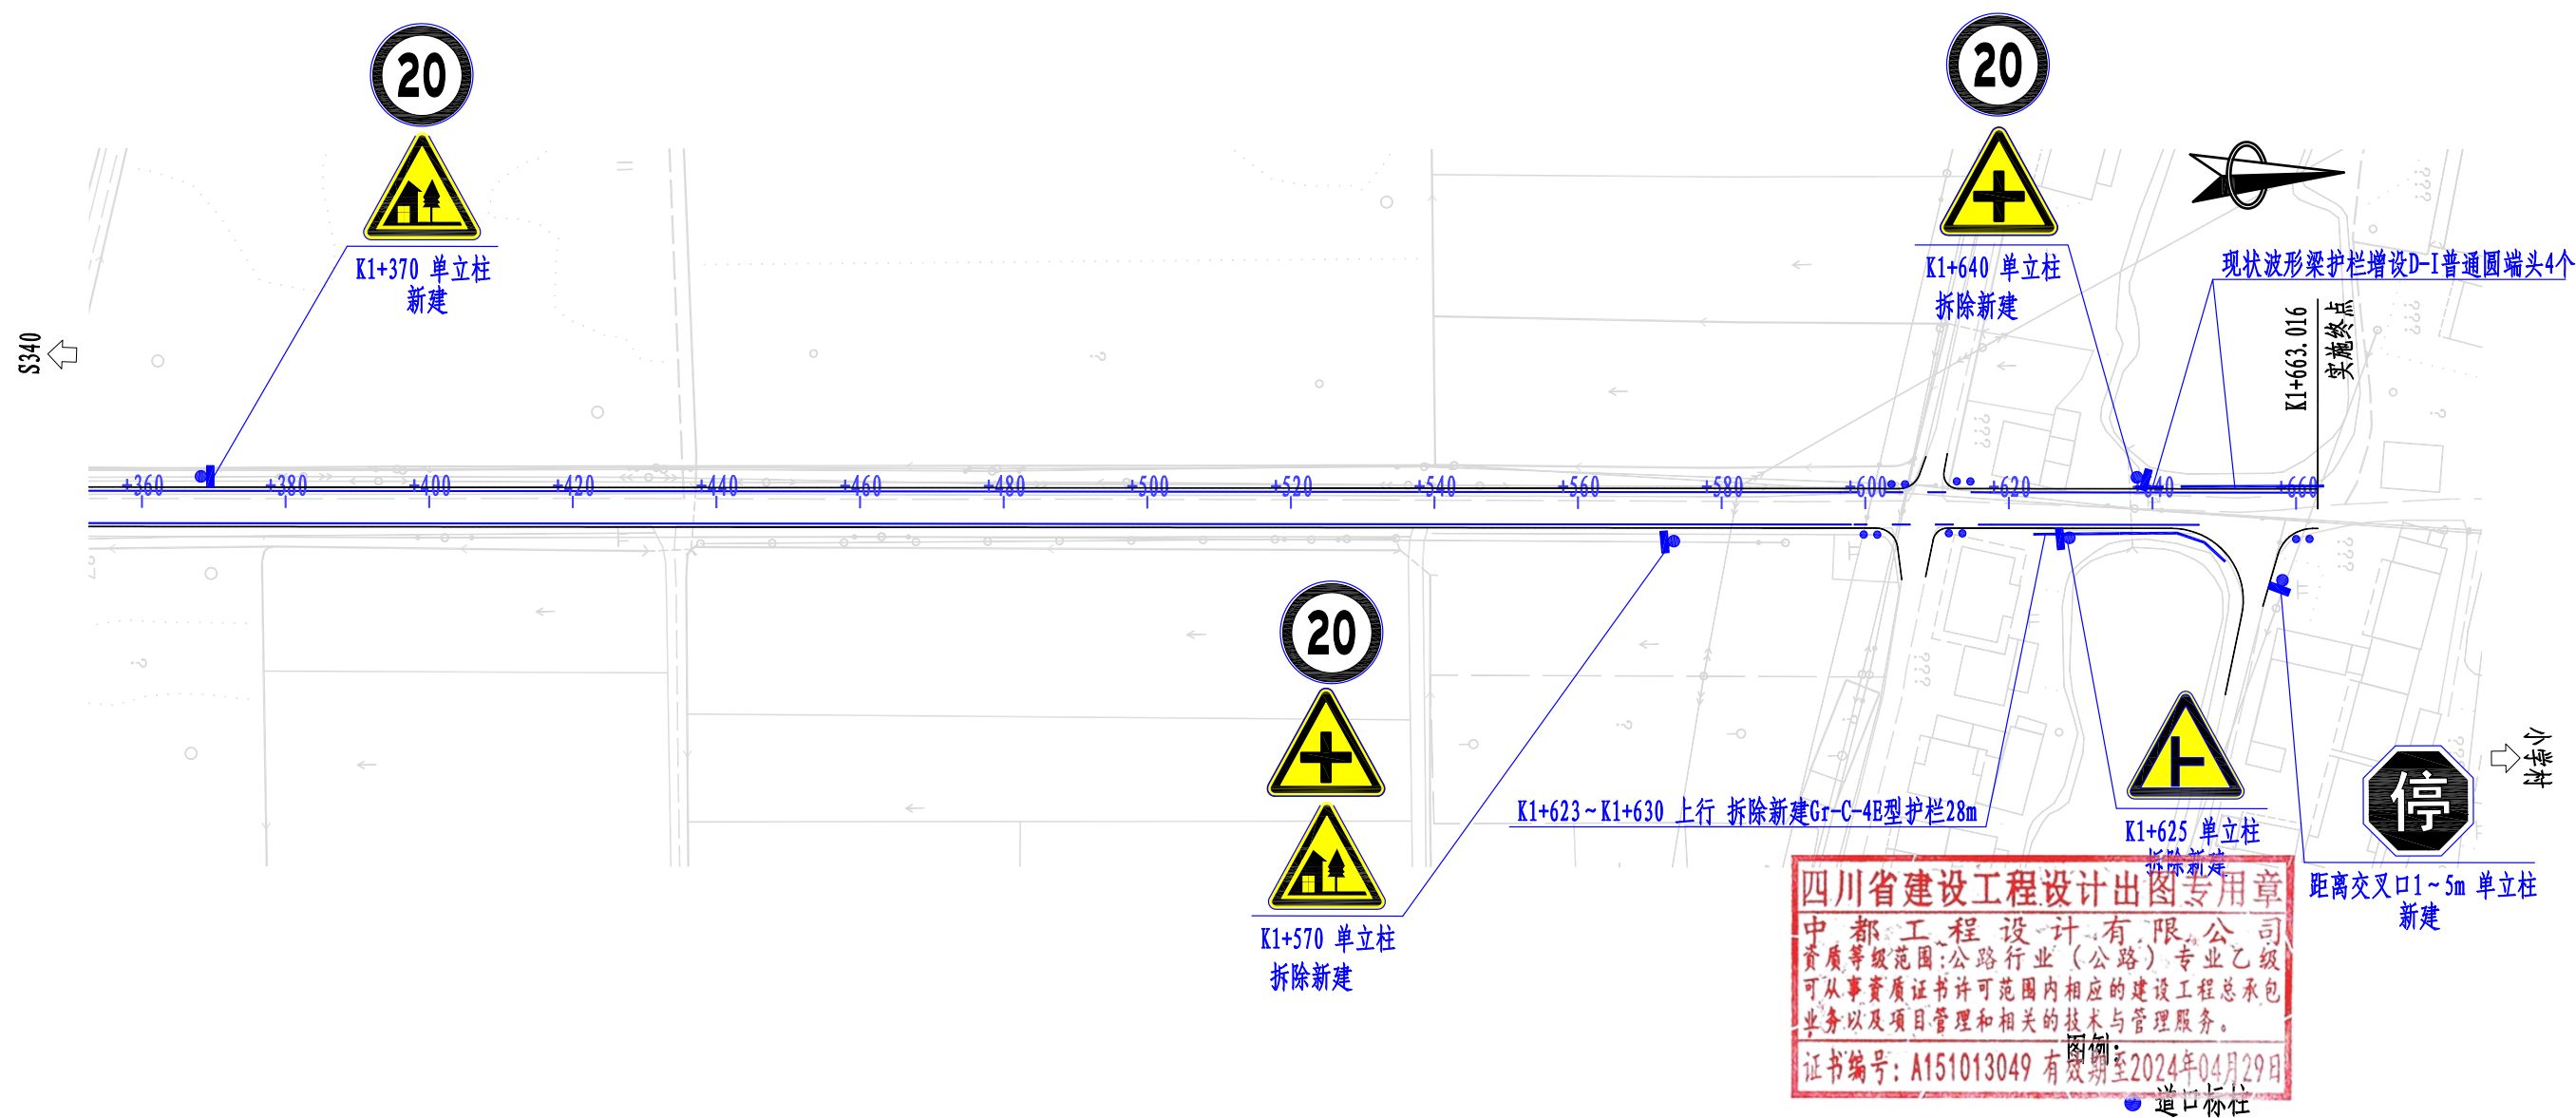 20
20
K1+370 单立柱
新建
K1+640 单立柱
拆除新建
现状波形梁护栏增设D-I普通圆端头4个
S340
K1+663.016
实施终点
+360
+380
+400
+420
+440
+460
+480
+500
+520
+540
+560
+580
+600
+620
+640
+660
20
K1+570 单立柱
拆除新建
K1+623~K1+630 上行 拆除新建Gr-C-4E型护栏28m
K1+625 单立柱
拆除新建
停
距离交叉口1~5m 单立柱
新建
小学村
四川省建设工程设计出图专用章
中都工程设计有限公司
资质等级范围:公路行业（公路）专业乙级
可从事资质证书许可范围内相应的建设工程总承包
业务以及项目管理和相关的技术与管理服务。
证书编号: A151013049 有效期至2024年04月29日
图例:
道口标柱